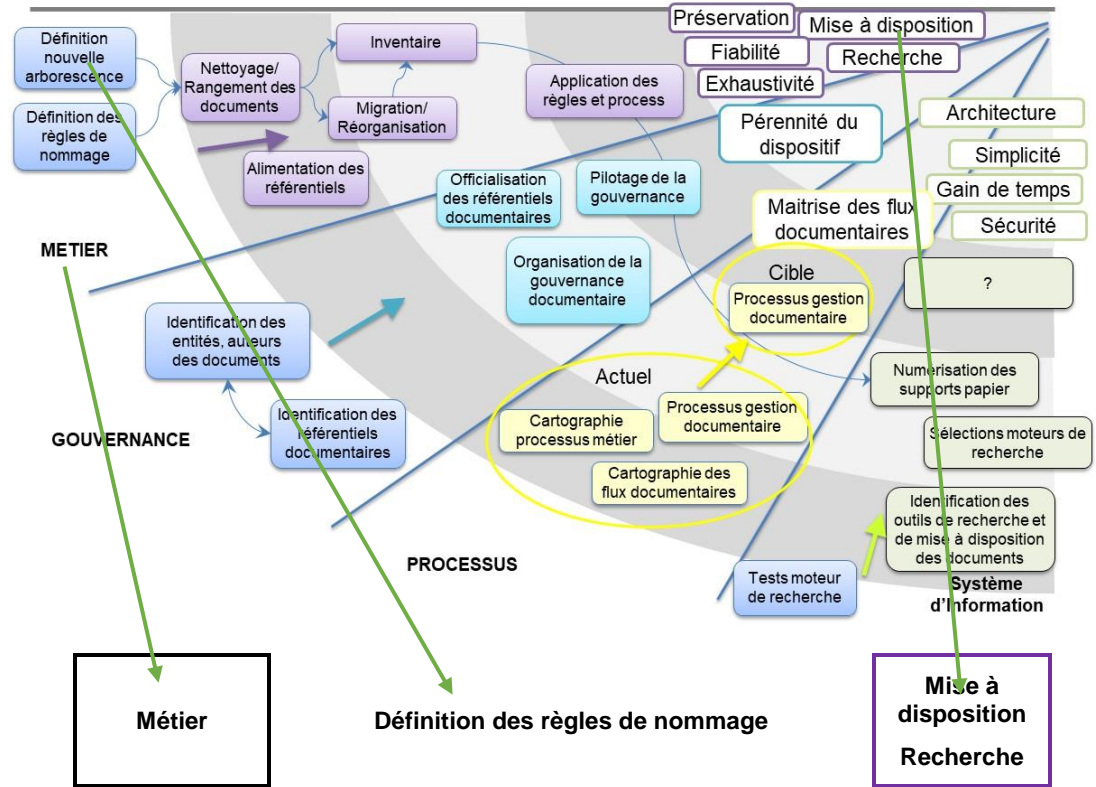 Définition
nouvelle
arborescence
Définition des
règles de
nommage
Nettoyage/
Rangement des
documents
Inventaire
Migration/
Réorganisation
Alimentation des
référentiels
Application des
règles et process
Préservation
Mise à disposition
Fiabilité
Recherche
Exhaustivité
Pérennité du
dispositif
Architecture
Simplicité
Gain de temps
Sécurité
Maitrise des flux
documentaires
Officialisation
des référentiels
documentaires
Pilotage de la
gouvernance
Organisation de la
gouvernance
documentaire
METIER
Identification des
entités, auteurs
des documents
Identification des
référentiels
documentaires
GOUVERNANCE
Cible
Processus gestion
documentaire
Actuel
Cartographie
processus métier
Processus gestion
documentaire
Cartographie des
flux documentaires
PROCESSUS
?
Numérisation des
supports papier
Sélections moteurs de
recherche
Identification des
outils de recherche et
de mise à disposition
des documents
Tests moteur
de recherche
Système
d'Information
Métier
Définition des règles de nommage
Mise à
disposition
Recherche